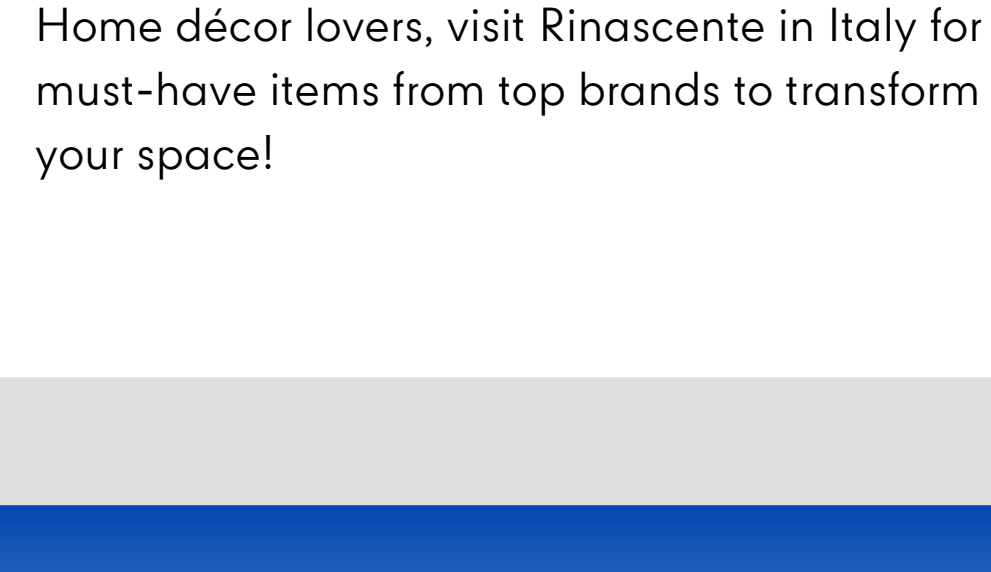 Home décor lovers, visit Rinascente in Italy for
must-have items from top brands to transform
your space!